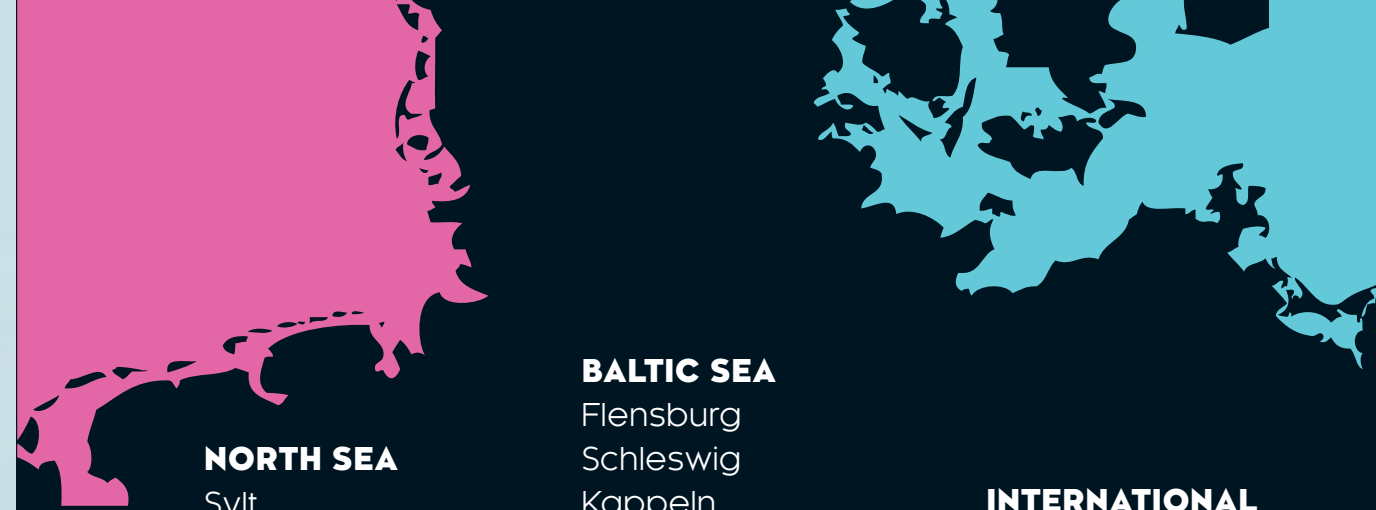 BALTIC SEA
Flensburg
Schleswig
Kappeln
NORTH SEA
Sylt
INTERNATIONAL